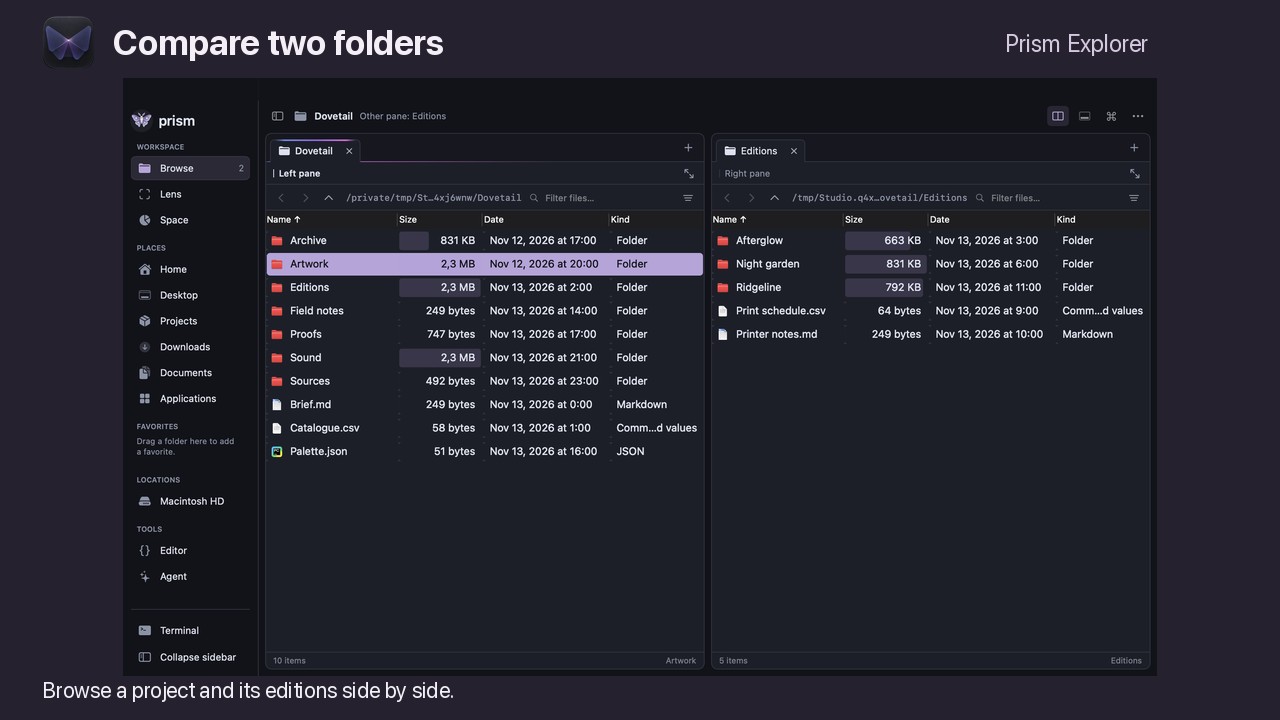 Compare two folders
Prism Explorer
prism
WORKSPACE
Browse 2
Lens
Space
PLACES
Home
Desktop
Projects
Downloads
Documents
Applications
FAVORITES
Drag a folder here to add
a favorite.
LOCATIONS
Macintosh HD
TOOLS
Editor
Agent
Terminal
Collapse sidebar
Dovetail Other pane: Editions
Dovetail
Left pane
/private/tmp/St…4xj6wnw/Dovetail Filter files...
Name Size Date Kind
Archive 831 KB Nov 12, 2026 at 17:00 Folder
Artwork 2,3 MB Nov 12, 2026 at 20:00 Folder
Editions 2,3 MB Nov 13, 2026 at 2:00 Folder
Field notes 249 bytes Nov 13, 2026 at 14:00 Folder
Proofs 747 bytes Nov 13, 2026 at 17:00 Folder
Sound 2,3 MB Nov 13, 2026 at 21:00 Folder
Sources 492 bytes Nov 13, 2026 at 23:00 Folder
Brief.md 249 bytes Nov 13, 2026 at 0:00 Markdown
Catalogue.csv 58 bytes Nov 13, 2026 at 1:00 Comm...d values
Palette.json 51 bytes Nov 13, 2026 at 16:00 JSON
10 items Artwork
Editions
Right pane
/tmp/Studio.q4x…ovetail/Editions Filter files...
Name Size Date Kind
Afterglow 663 KB Nov 13, 2026 at 3:00 Folder
Night garden 831 KB Nov 13, 2026 at 6:00 Folder
Ridgeline 792 KB Nov 13, 2026 at 11:00 Folder
Print schedule.csv 64 bytes Nov 13, 2026 at 9:00 Comm...d values
Printer notes.md 249 bytes Nov 13, 2026 at 10:00 Markdown
5 items Editions
Browse a project and its editions side by side.